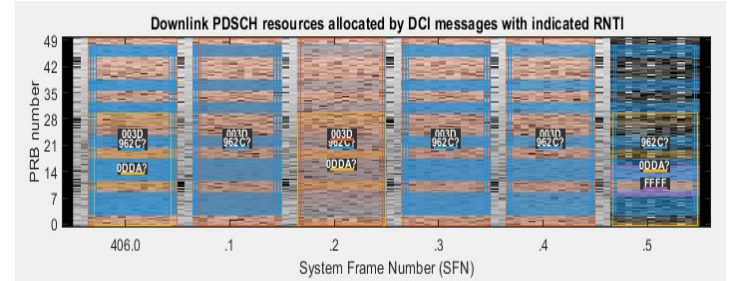 Downlink PDSCH resources allocated by DCI messages with indicated RNTI
PRB number
49
42
35
28
21
14
7
0
003D
962C?
0DDA?
003D
962C?
003D
962C?
0DDA?
003D
962C?
003D
962C?
962C?
0DDA?
FFFF
406.0 .1 .2 .3 .4 .5
System Frame Number (SFN)